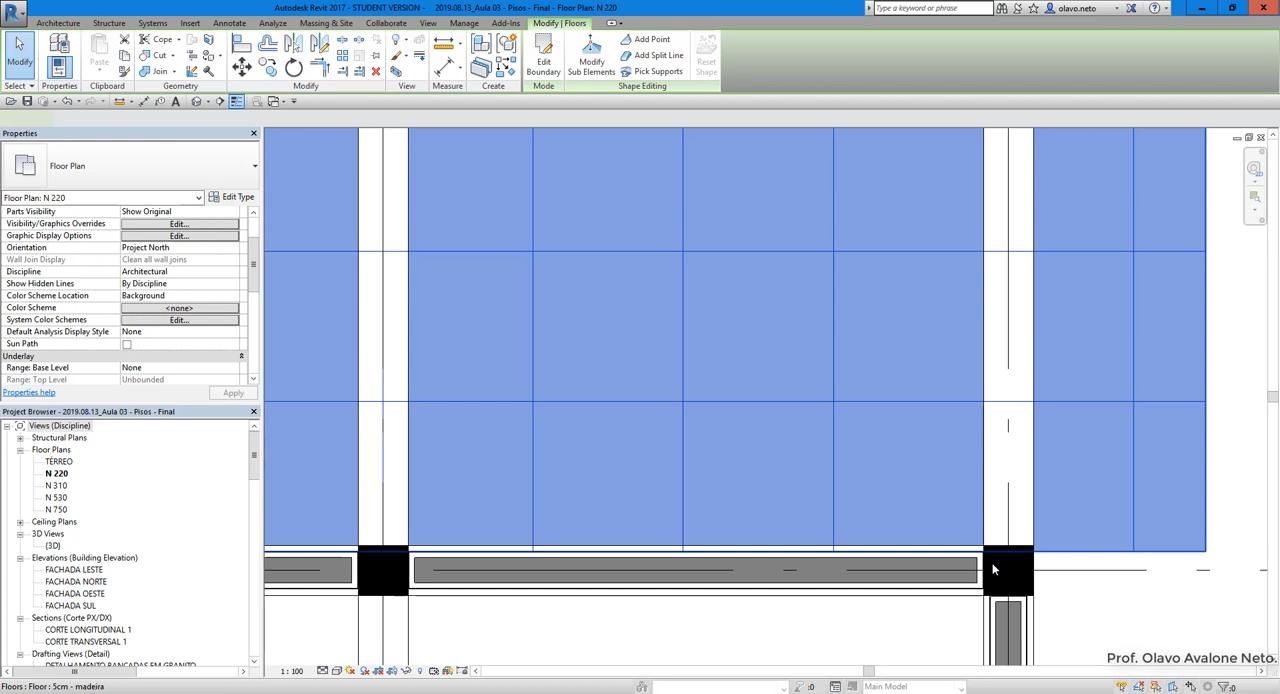 Autodesk Revit 2017 - STUDENT VERSION - 2019.08.13_Aula 03 - Pisos - Final - Floor Plan: N 220
Type a keyword or phrase
olavo.neto
Architecture Structure Systems Insert Annotate Analyze Massing & Site Collaborate View Manage Add-Ins Modify | Floors
Modify
Paste
Cope
Cut
Join
Edit
Boundary
Modify
Sub Elements
Add Point
Add Split Line
Pick Supports
Reset
Shape
Select Properties Clipboard Geometry Modify View Measure Create Mode Shape Editing
Properties
Floor Plan
Floor Plan: N 220 Edit Type
Parts Visibility Show Original
Visibility/Graphics Overrides Edit...
Graphic Display Options Edit...
Orientation Project North
Wall Join Display Clean all wall joins
Discipline Architectural
Show Hidden Lines By Discipline
Color Scheme Location Background
Color Scheme <none>
System Color Schemes Edit...
Default Analysis Display Style None
Sun Path
Underlay
Range: Base Level None
Range: Top Level Unbounded
Properties help Apply
Project Browser - 2019.08.13_Aula 03 - Pisos - Final
Views (Discipline)
Structural Plans
Floor Plans
TÉRREO
N 220
N 310
N 530
N 750
Ceiling Plans
3D Views
{3D}
Elevations (Building Elevation)
FACHADA LESTE
FACHADA NORTE
FACHADA OESTE
FACHADA SUL
Sections (Corte PX/DX)
CORTE LONGITUDINAL 1
CORTE TRANSVERSAL 1
Drafting Views (Detail)
DETALHAMENTO BANCADAS EM GRANITO
1 : 100
Prof. Olavo Avalone Neto.
Floors : Floor : 5cm - madeira
:0
Main Model
:0